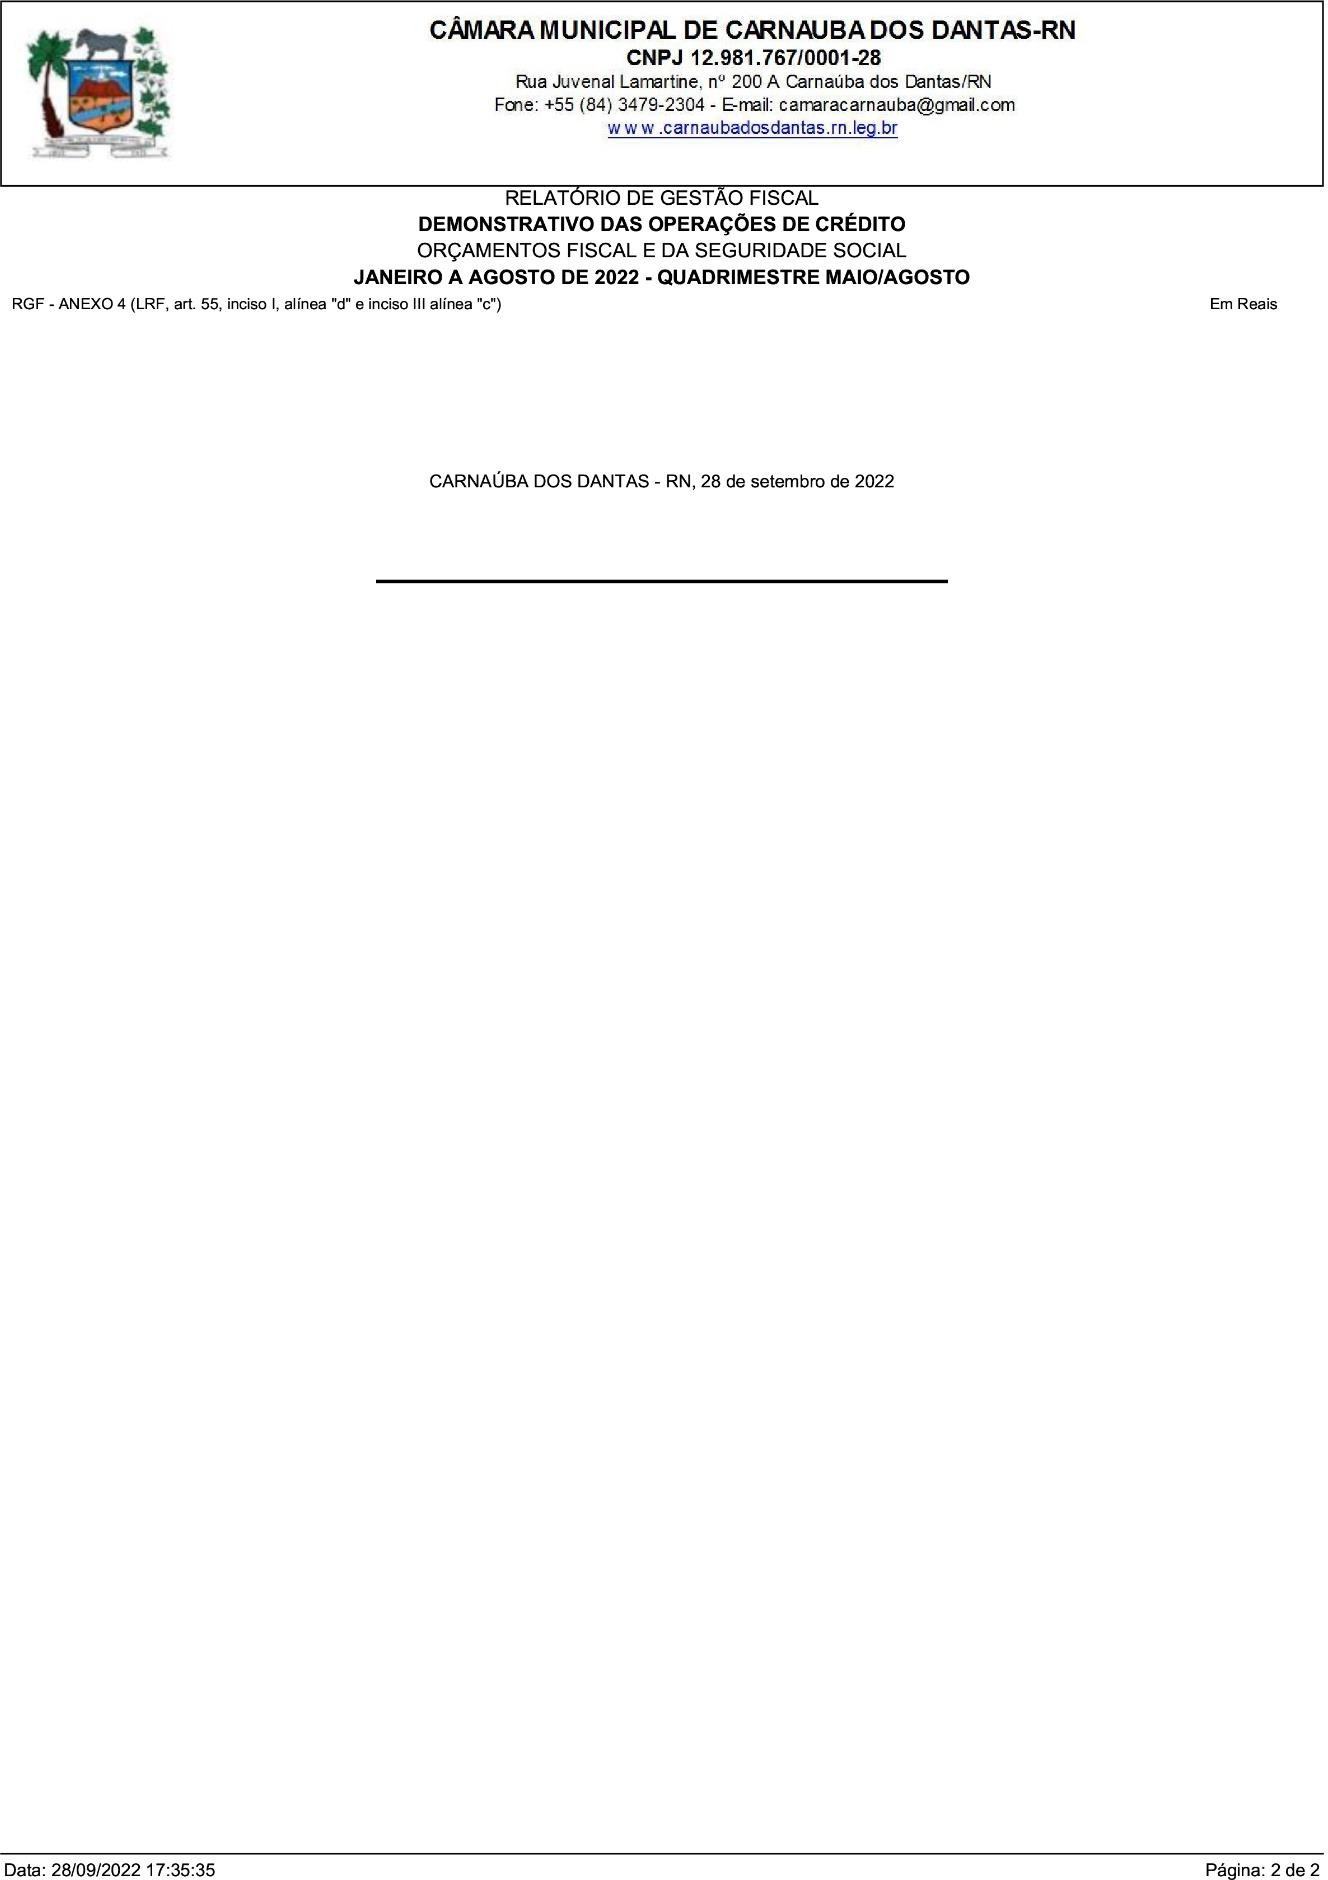 CÂMARA MUNICIPAL DE CARNAUBA DOS DANTAS-RN
CNPJ 12.981.767/0001-28
Rua Juvenal Lamartine, nº 200 A Carnaúba dos Dantas/RN
Fone: +55 (84) 3479-2304 - E-mail: camaracarnauba@gmail.com
www.carnaubadosdantas.rn.leg.br
RELATÓRIO DE GESTÃO FISCAL
DEMONSTRATIVO DAS OPERAÇÕES DE CRÉDITO
ORÇAMENTOS FISCAL E DA SEGURIDADE SOCIAL
JANEIRO A AGOSTO DE 2022 - QUADRIMESTRE MAIO/AGOSTO
RGF - ANEXO 4 (LRF, art. 55, inciso I, alínea "d" e inciso III alínea "c") Em Reais
CARNAÚBA DOS DANTAS - RN, 28 de setembro de 2022
Data: 28/09/2022 17:35:35 Página: 2 de 2